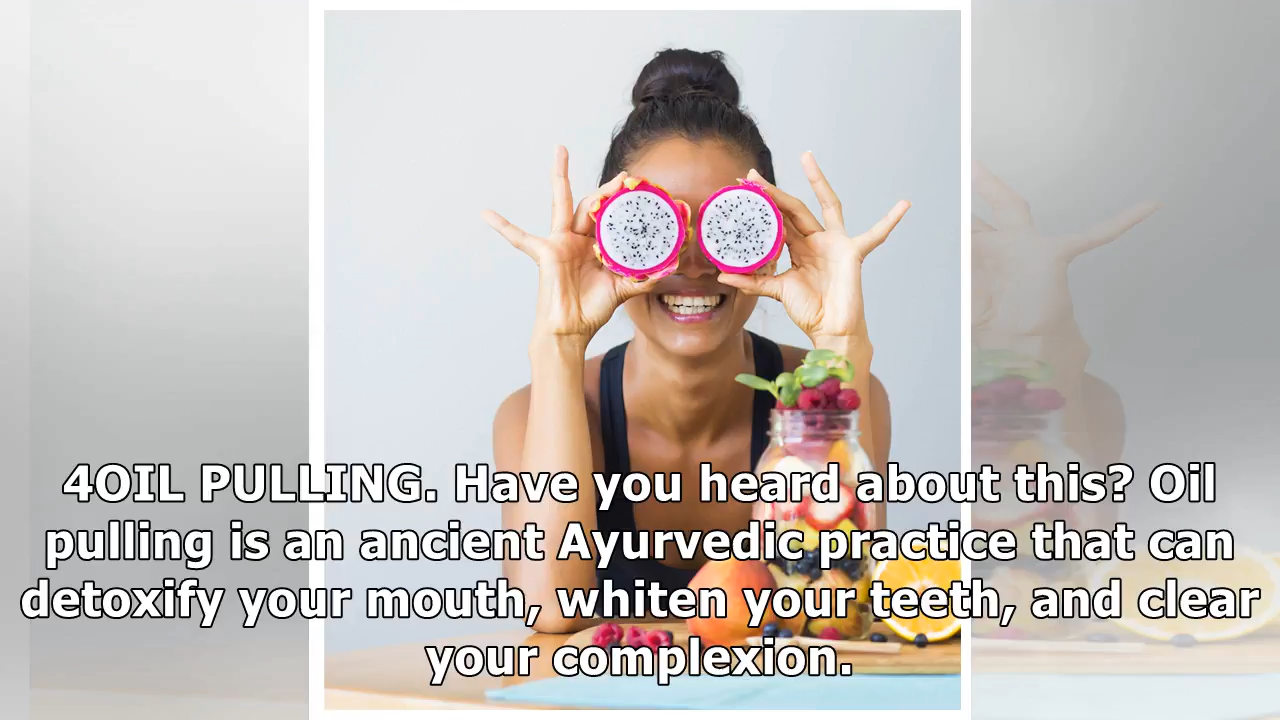 4OIL PULLING. Have you heard about this? Oil
pulling is an ancient Ayurvedic practice that can
detoxify your mouth, whiten your teeth, and clear
your complexion.